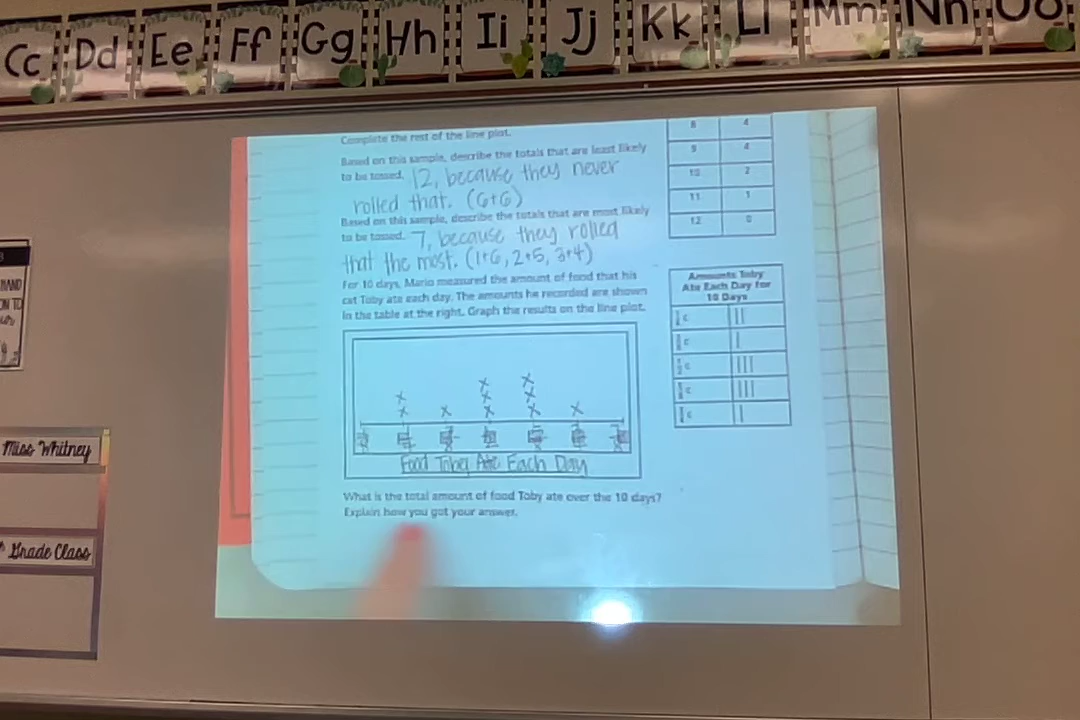 Cc Dd Ee Ff Gg Hh Ii Jj Kk Ll Mm Nn Oo
Complete the rest of the line plot.
Based on this sample, describe the totals that are least likely
to be tossed. 12, because they never
rolled that. (6+6)
Based on this sample, describe the totals that are most likely
to be tossed. 7, because they rolled
that the most. (1+6, 2+5, 3+4)
For 10 days, Mario measured the amount of food that his
cat Toby ate each day. The amounts he recorded are shown
in the table at the right. Graph the results on the line plot.
Food Toby Ate Each Day
What is the total amount of food Toby ate over the 10 days?
Explain how you got your answer.
8 4
9 4
10 2
11 1
12 0
Amounts Toby
Ate Each Day for
10 Days
Miss Whitney
Grade Class